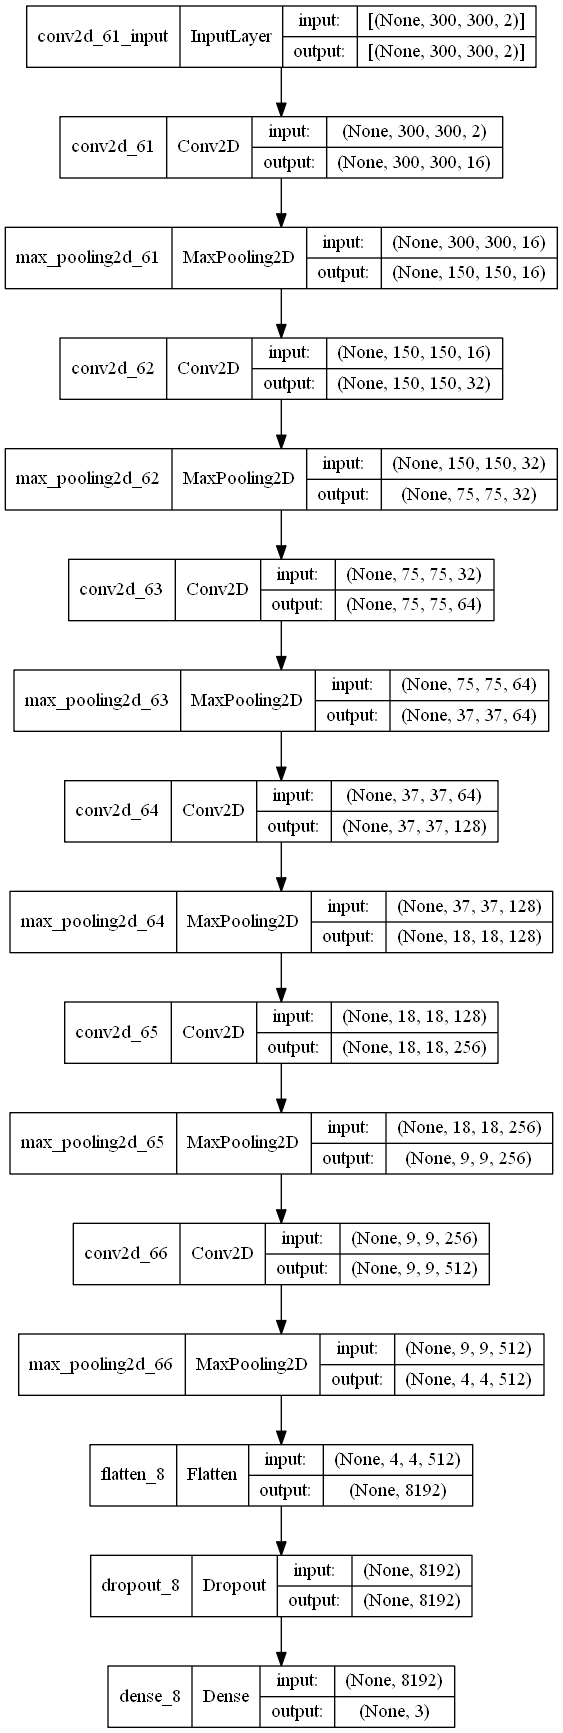 conv2d_61_input InputLayer input: [(None, 300, 300, 2)]
output: [(None, 300, 300, 2)]
conv2d_61 Conv2D input: (None, 300, 300, 2)
output: (None, 300, 300, 16)
max_pooling2d_61 MaxPooling2D input: (None, 300, 300, 16)
output: (None, 150, 150, 16)
conv2d_62 Conv2D input: (None, 150, 150, 16)
output: (None, 150, 150, 32)
max_pooling2d_62 MaxPooling2D input: (None, 150, 150, 32)
output: (None, 75, 75, 32)
conv2d_63 Conv2D input: (None, 75, 75, 32)
output: (None, 75, 75, 64)
max_pooling2d_63 MaxPooling2D input: (None, 75, 75, 64)
output: (None, 37, 37, 64)
conv2d_64 Conv2D input: (None, 37, 37, 64)
output: (None, 37, 37, 128)
max_pooling2d_64 MaxPooling2D input: (None, 37, 37, 128)
output: (None, 18, 18, 128)
conv2d_65 Conv2D input: (None, 18, 18, 128)
output: (None, 18, 18, 256)
max_pooling2d_65 MaxPooling2D input: (None, 18, 18, 256)
output: (None, 9, 9, 256)
conv2d_66 Conv2D input: (None, 9, 9, 256)
output: (None, 9, 9, 512)
max_pooling2d_66 MaxPooling2D input: (None, 9, 9, 512)
output: (None, 4, 4, 512)
flatten_8 Flatten input: (None, 4, 4, 512)
output: (None, 8192)
dropout_8 Dropout input: (None, 8192)
output: (None, 8192)
dense_8 Dense input: (None, 8192)
output: (None, 3)